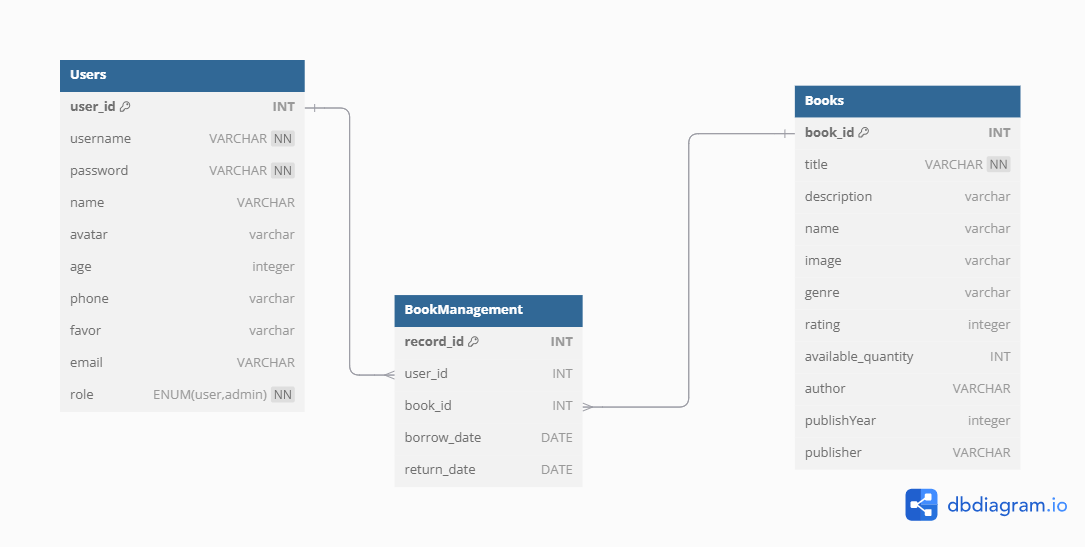 Users
user_id INT
username VARCHAR NN
password VARCHAR NN
name VARCHAR
avatar varchar
age integer
phone varchar
favor varchar
email VARCHAR
role ENUM(user,admin) NN
BookManagement
record_id INT
user_id INT
book_id INT
borrow_date DATE
return_date DATE
Books
book_id INT
title VARCHAR NN
description varchar
name varchar
image varchar
genre varchar
rating integer
available_quantity INT
author VARCHAR
publishYear integer
publisher VARCHAR
dbdiagram.io